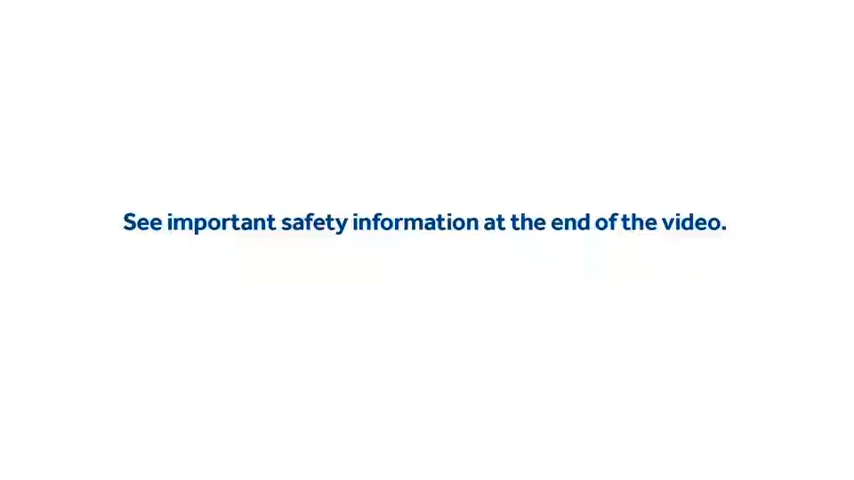 See important safety information at the end of the video.